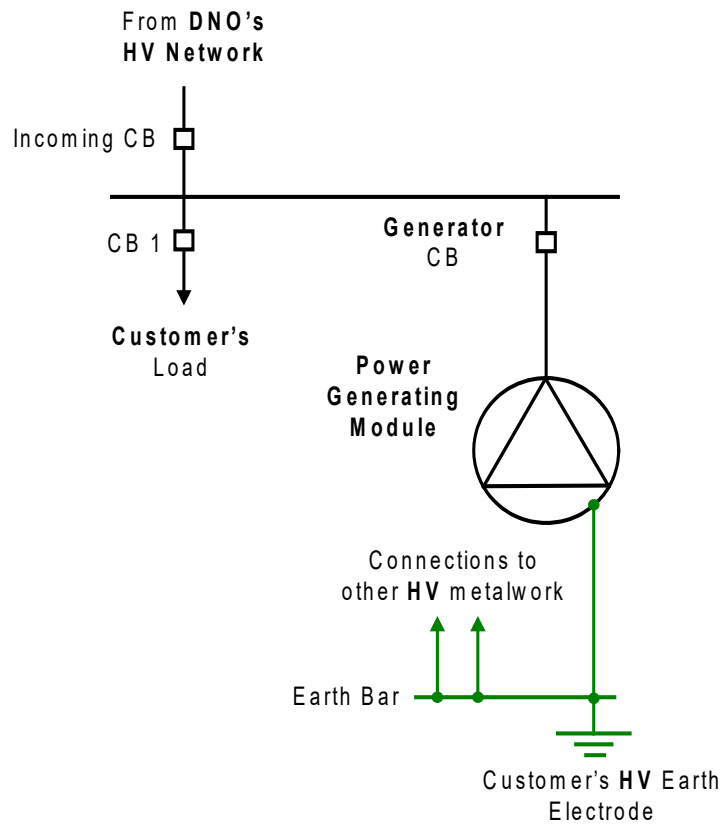 From DNO's
HV Network
Incoming CB
CB 1
Generator
CB
Customer's
Load
Power
Generating
Module
Connections to
other HV metalwork
Earth Bar
Customer's HV Earth
Electrode